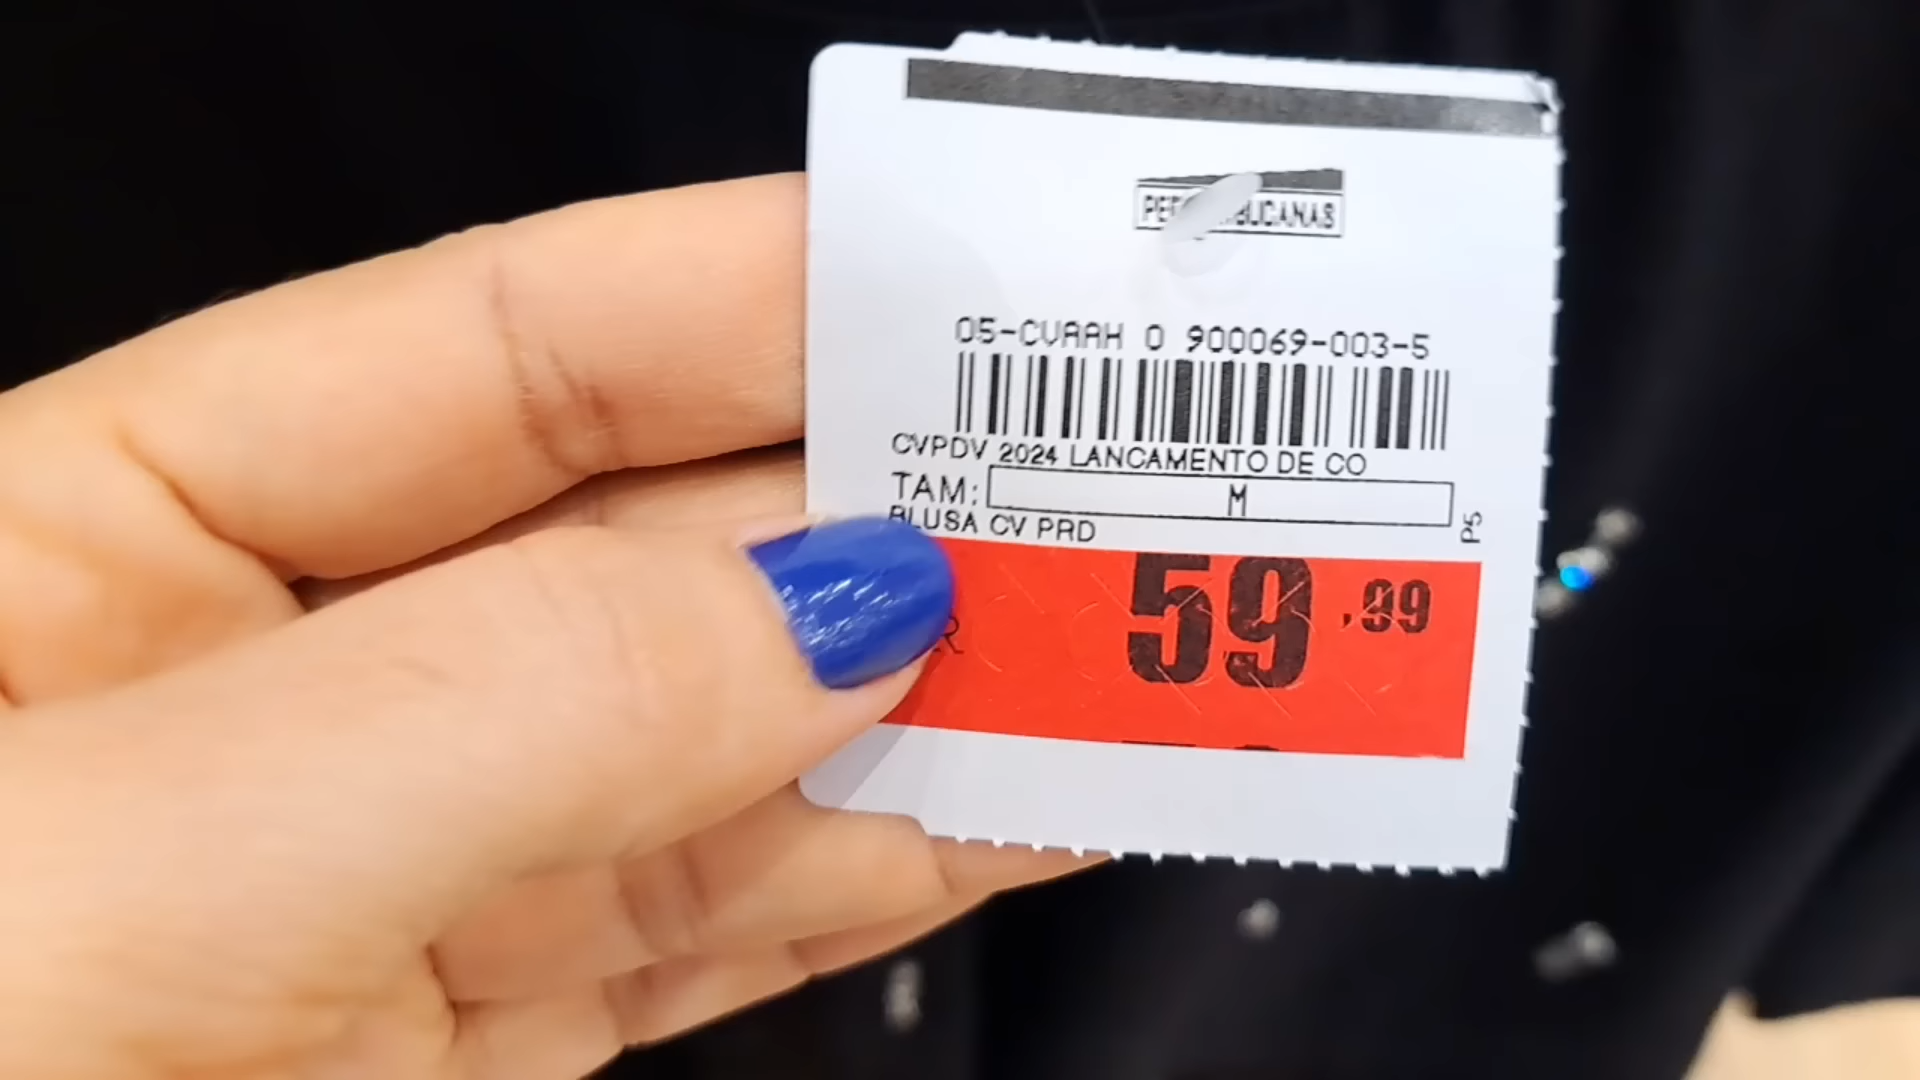 05-CVAAH 0 900069-003-5
CVPDV 2024 LANCAMENTO DE CO
TAM: M
P5
BLUSA CV PRD
59,99